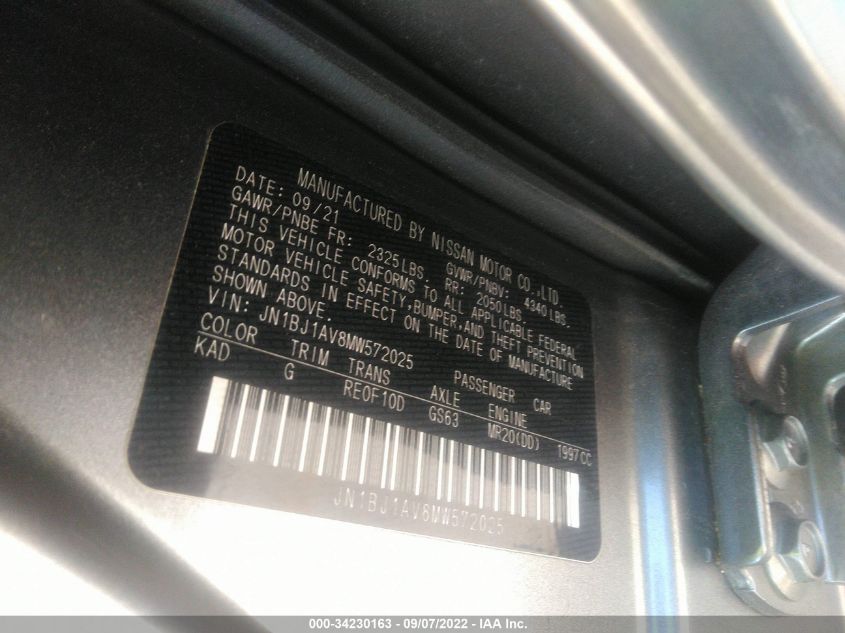 MANUFACTURED BY NISSAN MOTOR CO.,LTD.
DATE: 09/21 GVWR/PNBV: 4340LBS.
GAWR/PNBE FR: 2325LBS. RR: 2050LBS.
THIS VEHICLE CONFORMS TO ALL APPLICABLE FEDERAL
MOTOR VEHICLE SAFETY,BUMPER,AND THEFT PREVENTION
STANDARDS IN EFFECT ON THE DATE OF MANUFACTURE
SHOWN ABOVE.
VIN: JN1BJ1AV8MW572025 PASSENGER CAR
COLOR TRIM TRANS AXLE ENGINE
KAD G RE0F10D GS63 MR20(DD) 1997CC
JN1BJ1AV8MW572025
000-34230163 - 09/07/2022 - IAA Inc.